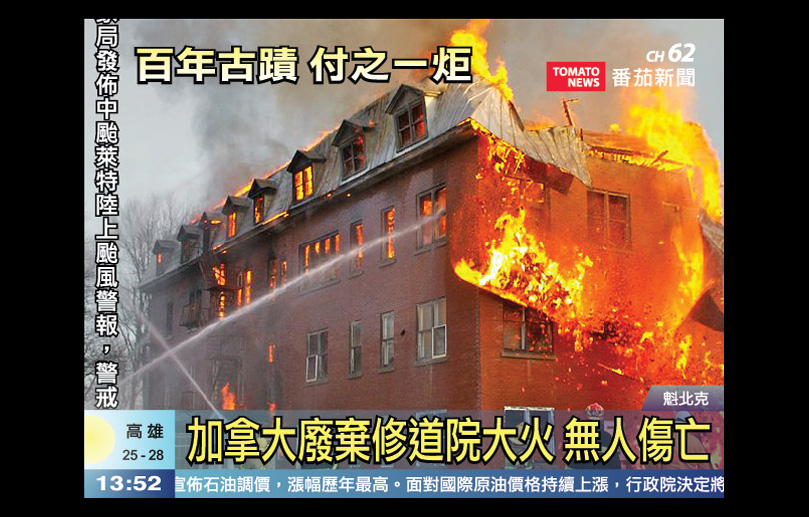 百年古蹟 付之一炬
CH 62
TOMATO NEWS
番茄新聞
局發佈中颱萊特陸上颱風警報，警戒
魁北克
加拿大廢棄修道院大火 無人傷亡
高雄
25-28
13:52
宣佈石油調價，漲幅歷年最高。面對國際原油價格持續上漲，行政院決定將